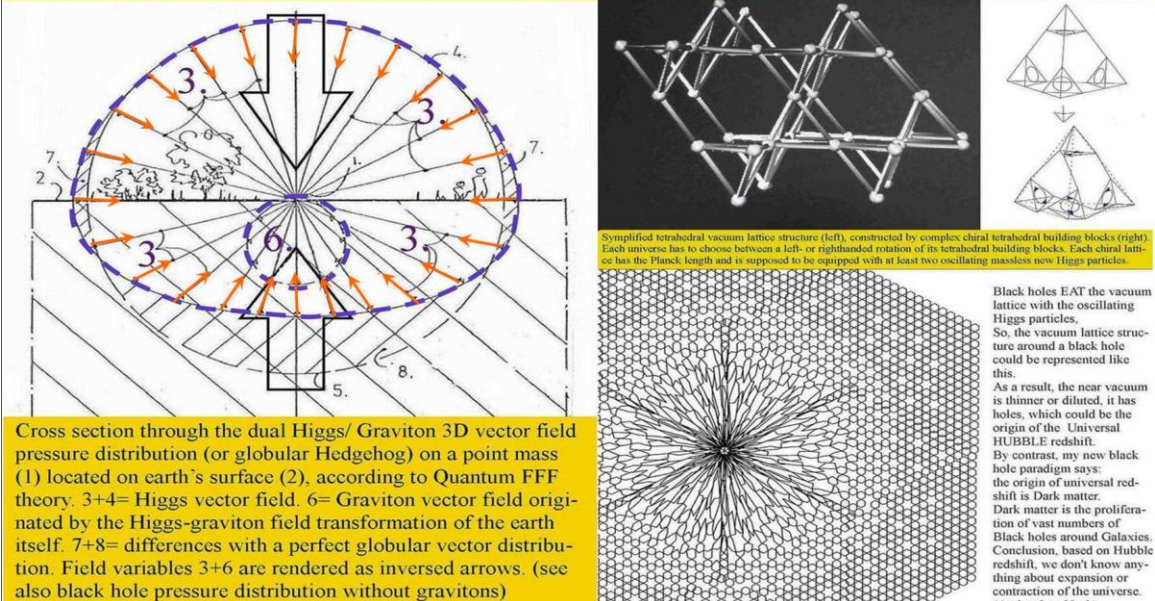 3.
4.
3.
7.
7.
2.
1.
3.
6.
3.
8.
5.
Cross section through the dual Higgs/ Graviton 3D vector field
pressure distribution (or globular Hedgehog) on a point mass
(1) located on earth's surface (2), according to Quantum FFF
theory. 3+4= Higgs vector field. 6= Graviton vector field origi-
nated by the Higgs-graviton field transformation of the earth
itself. 7+8= differences with a perfect globular vector distribu-
tion. Field variables 3+6 are rendered as inversed arrows. (see
also black hole pressure distribution without gravitons)
Symplified tetrahedral vacuum lattice structure (left), constructed by complex chiral tetrahedral building blocks (right).
Each universe has to choose between a left- or righthanded rotation of its tetrahedral building blocks. Each chiral latti-
ce has the Planck length and is supposed to be equipped with at least two oscillating massless new Higgs particles.
Black holes EAT the vacuum
lattice with the oscillating
Higgs particles,
So, the vacuum lattice struc-
ture around a black hole
could be represented like
this.
As a result, the near vacuum
is thinner or diluted, it has
holes, which could be the
origin of the Universal
HUBBLE redshift.
By contrast, my new black
hole paradigm says:
the origin of universal red-
shift is Dark matter.
Dark matter is the prolifera-
tion of vast numbers of
Black holes around Galaxies.
Conclusion, based on Hubble
redshift, we don't know any-
thing about expansion or
contraction of the universe.